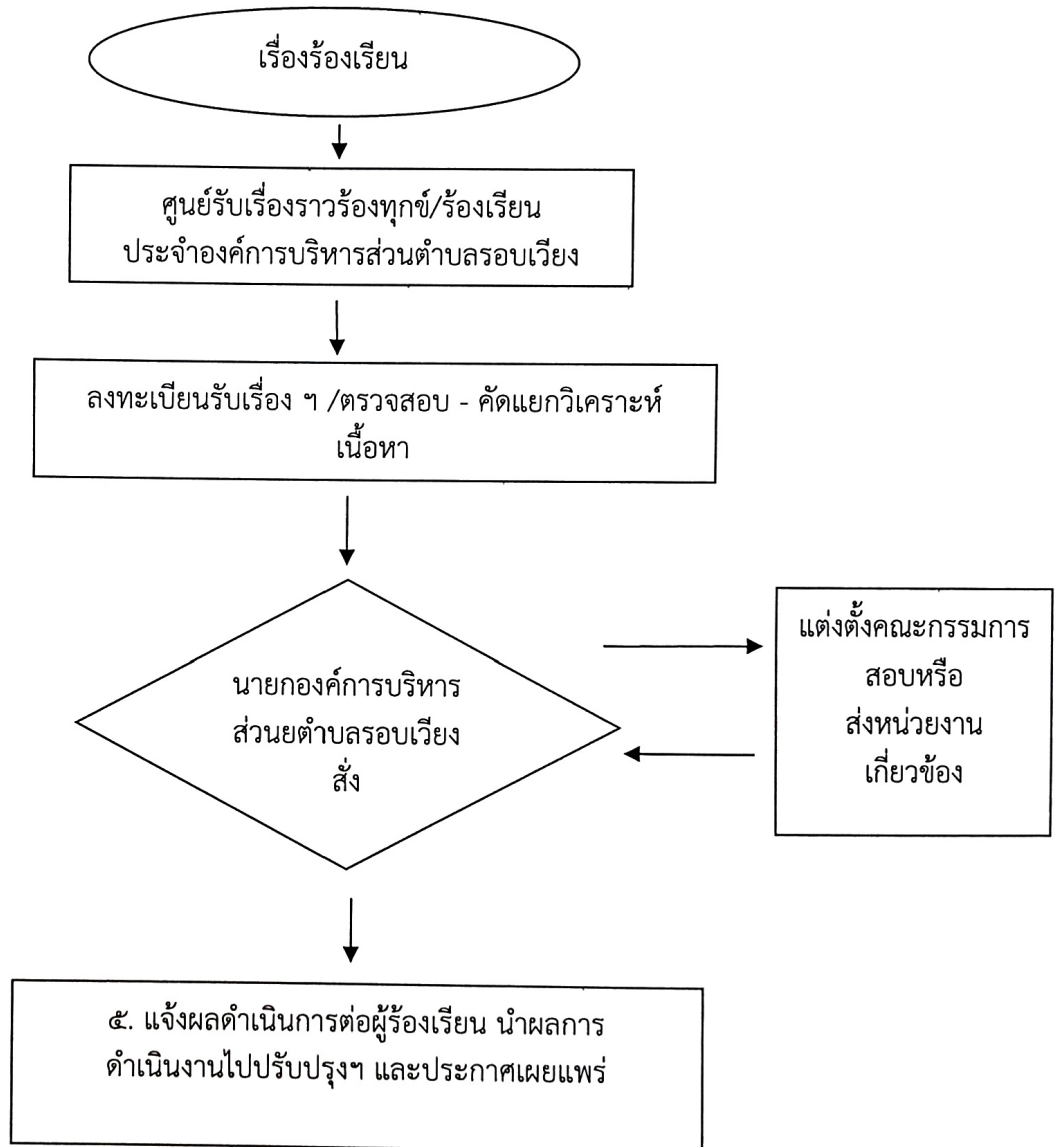 เรื่องร้องเรียน
ศูนย์รับเรื่องราวร้องทุกข์/ร้องเรียน
ประจำองค์การบริหารส่วนตำบลรอบเวียง
ลงทะเบียนรับเรื่อง ฯ /ตรวจสอบ - คัดแยกวิเคราะห์
เนื้อหา
นายกองค์การบริหาร
ส่วนยตำบลรอบเวียง
สั่ง
แต่งตั้งคณะกรรมการ
สอบหรือ
ส่งหน่วยงาน
เกี่ยวข้อง
๕. แจ้งผลดำเนินการต่อผู้ร้องเรียน นำผลการ
ดำเนินงานไปปรับปรุงฯ และประกาศเผยแพร่